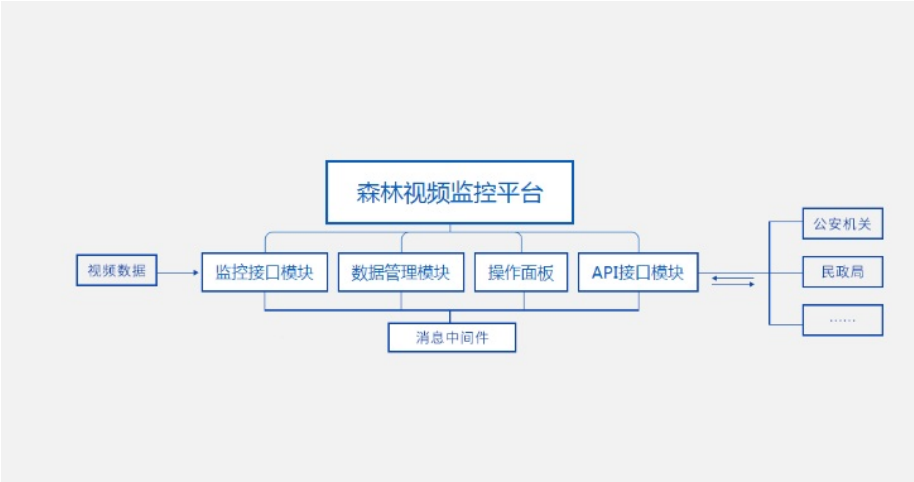 森林视频监控平台
公安机关
视频数据
监控接口模块
数据管理模块
操作面板
API接口模块
民政局
……
消息中间件